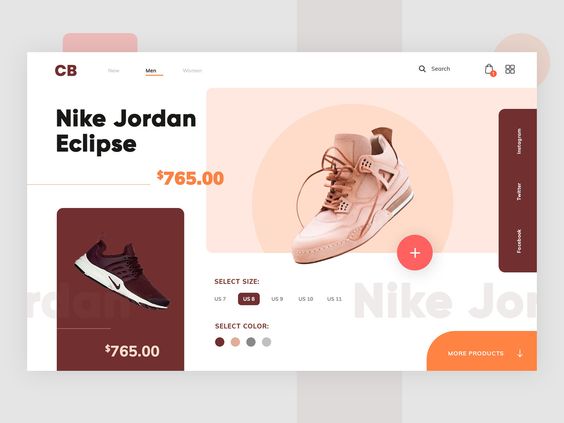 CB
New
Men
Women
Search
1
Nike Jordan
Eclipse
$765.00
Instagram
Twitter
Facebook
SELECT SIZE:
US 7
US 8
US 9
US 10
US 11
rdan
Nike Jor
SELECT COLOR:
$765.00
MORE PRODUCTS